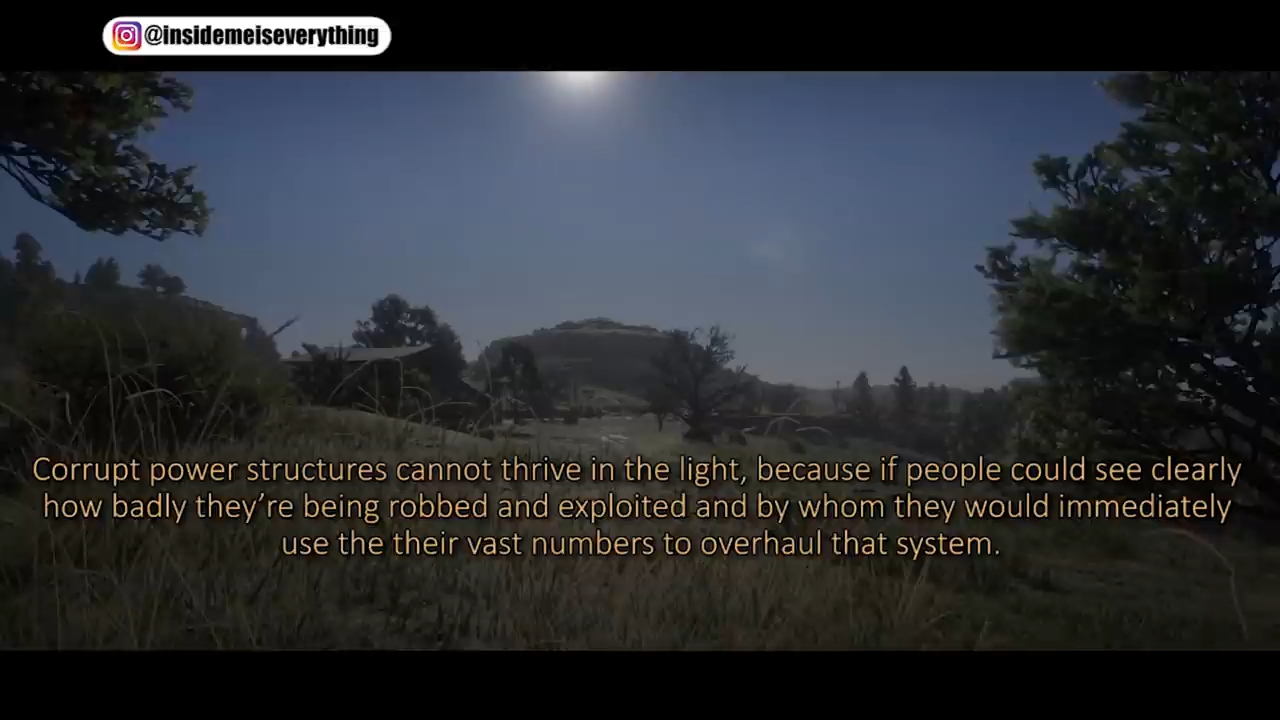 @insidemeiseverything
Corrupt power structures cannot thrive in the light, because if people could see clearly
how badly they’re being robbed and exploited and by whom they would immediately
use the their vast numbers to overhaul that system.